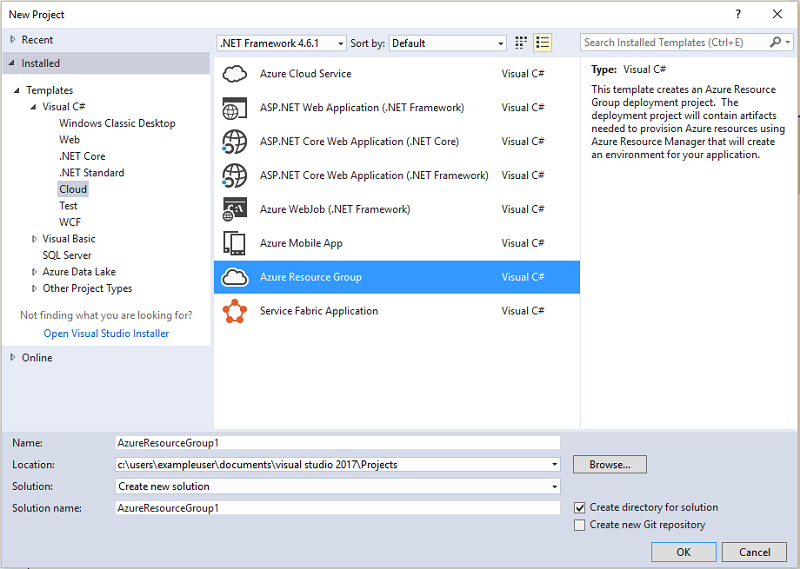 New Project
?
Recent
.NET Framework 4.6.1
Sort by:
Default
Search Installed Templates (Ctrl+E)
Installed
Templates
Visual C#
Windows Classic Desktop
Web
.NET Core
.NET Standard
Cloud
Test
WCF
Visual Basic
SQL Server
Azure Data Lake
Other Project Types
Not finding what you are looking for?
Open Visual Studio Installer
Online
Azure Cloud Service Visual C#
ASP.NET Web Application (.NET Framework) Visual C#
ASP.NET Core Web Application (.NET Core) Visual C#
ASP.NET Core Web Application (.NET Framework) Visual C#
Azure WebJob (.NET Framework) Visual C#
Azure Mobile App Visual C#
Azure Resource Group Visual C#
Service Fabric Application Visual C#
Type: Visual C#
This template creates an Azure Resource
Group deployment project. The
deployment project will contain artifacts
needed to provision Azure resources using
Azure Resource Manager that will create
an environment for your application.
Name: AzureResourceGroup1
Location: c:\users\exampleuser\documents\visual studio 2017\Projects
Browse...
Solution: Create new solution
Solution name: AzureResourceGroup1
Create directory for solution
Create new Git repository
OK
Cancel